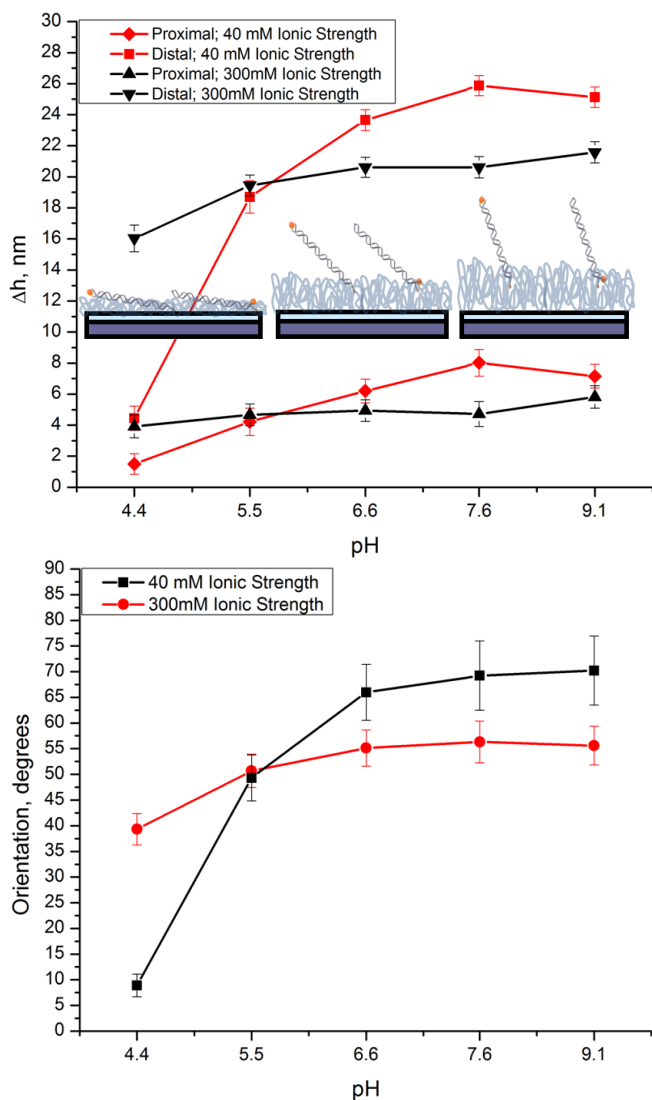 30
28
26
24
22
20
18
16
14
12
10
8
6
4
2
0
Δh, nm
Proximal; 40 mM Ionic Strength
Distal; 40 mM Ionic Strength
Proximal; 300mM Ionic Strength
Distal; 300mM Ionic Strength
4.4 5.5 6.6 7.6 9.1
pH
90
85
80
75
70
65
60
55
50
45
40
35
30
25
20
15
10
5
0
Orientation, degrees
40 mM Ionic Strength
300mM Ionic Strength
4.4 5.5 6.6 7.6 9.1
pH